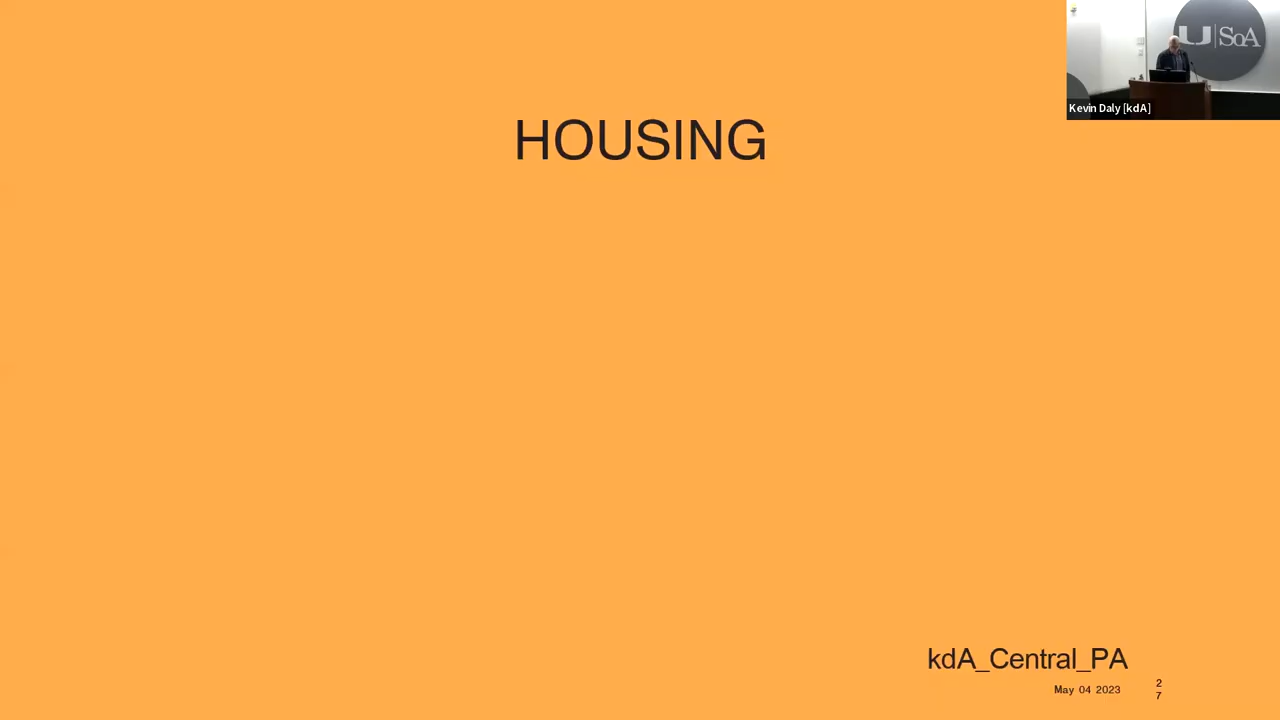 U SoA
Kevin Daly [kdA]
HOUSING
kdA_Central_PA
May 04 2023
2
7